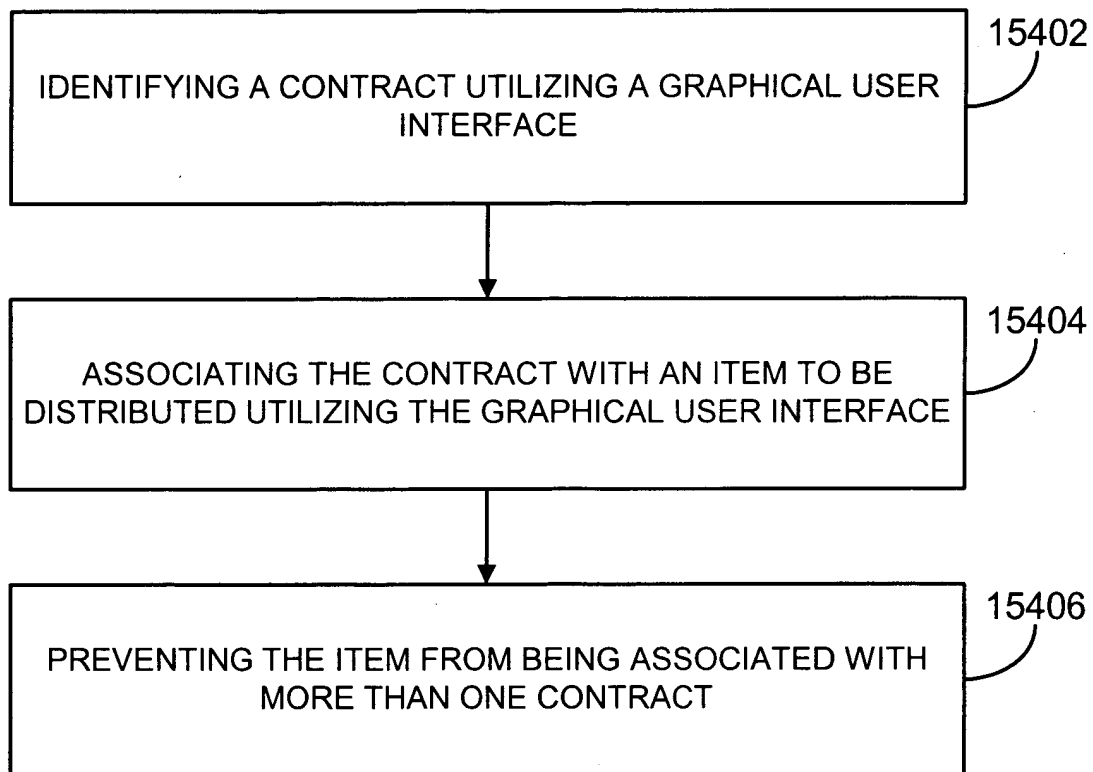 15402
IDENTIFYING A CONTRACT UTILIZING A GRAPHICAL USER
INTERFACE
15404
ASSOCIATING THE CONTRACT WITH AN ITEM TO BE
DISTRIBUTED UTILIZING THE GRAPHICAL USER INTERFACE
15406
PREVENTING THE ITEM FROM BEING ASSOCIATED WITH
MORE THAN ONE CONTRACT